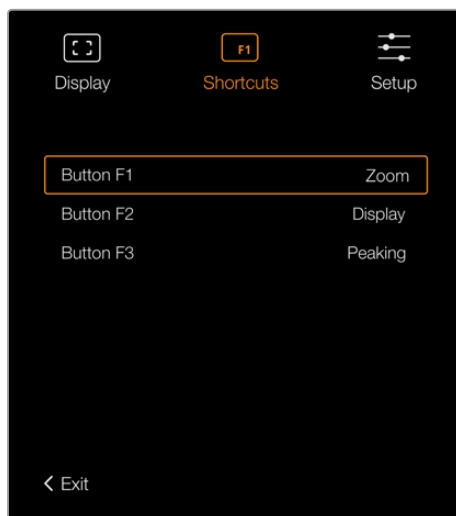 F1
Display Shortcuts Setup
Button F1 Zoom
Button F2 Display
Button F3 Peaking
Exit